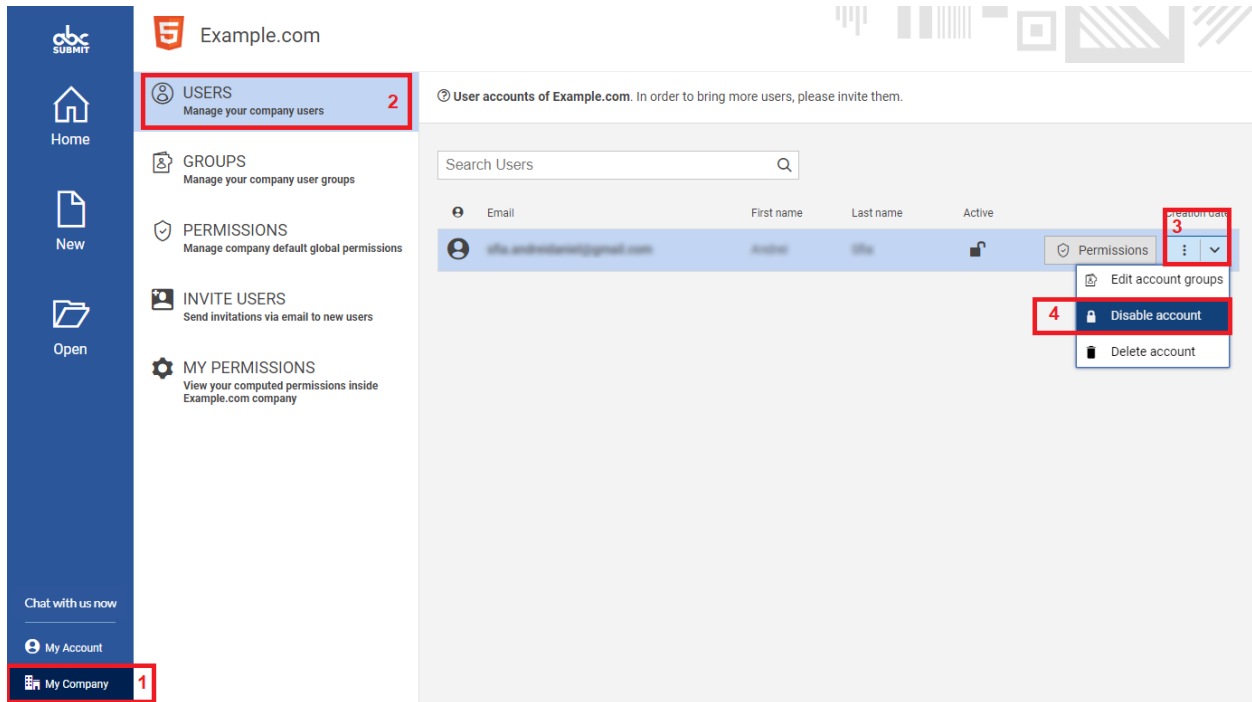 abc
SUBMIT
Home
New
Open
Chat with us now
My Account
My Company
1
5
Example.com
USERS
Manage your company users
2
GROUPS
Manage your company user groups
PERMISSIONS
Manage company default global permissions
INVITE USERS
Send invitations via email to new users
MY PERMISSIONS
View your computed permissions inside
Example.com company
User accounts of Example.com. In order to bring more users, please invite them.
Search Users
Email First name Last name Active Creation date
3
Permissions
Edit account groups
4 Disable account
Delete account